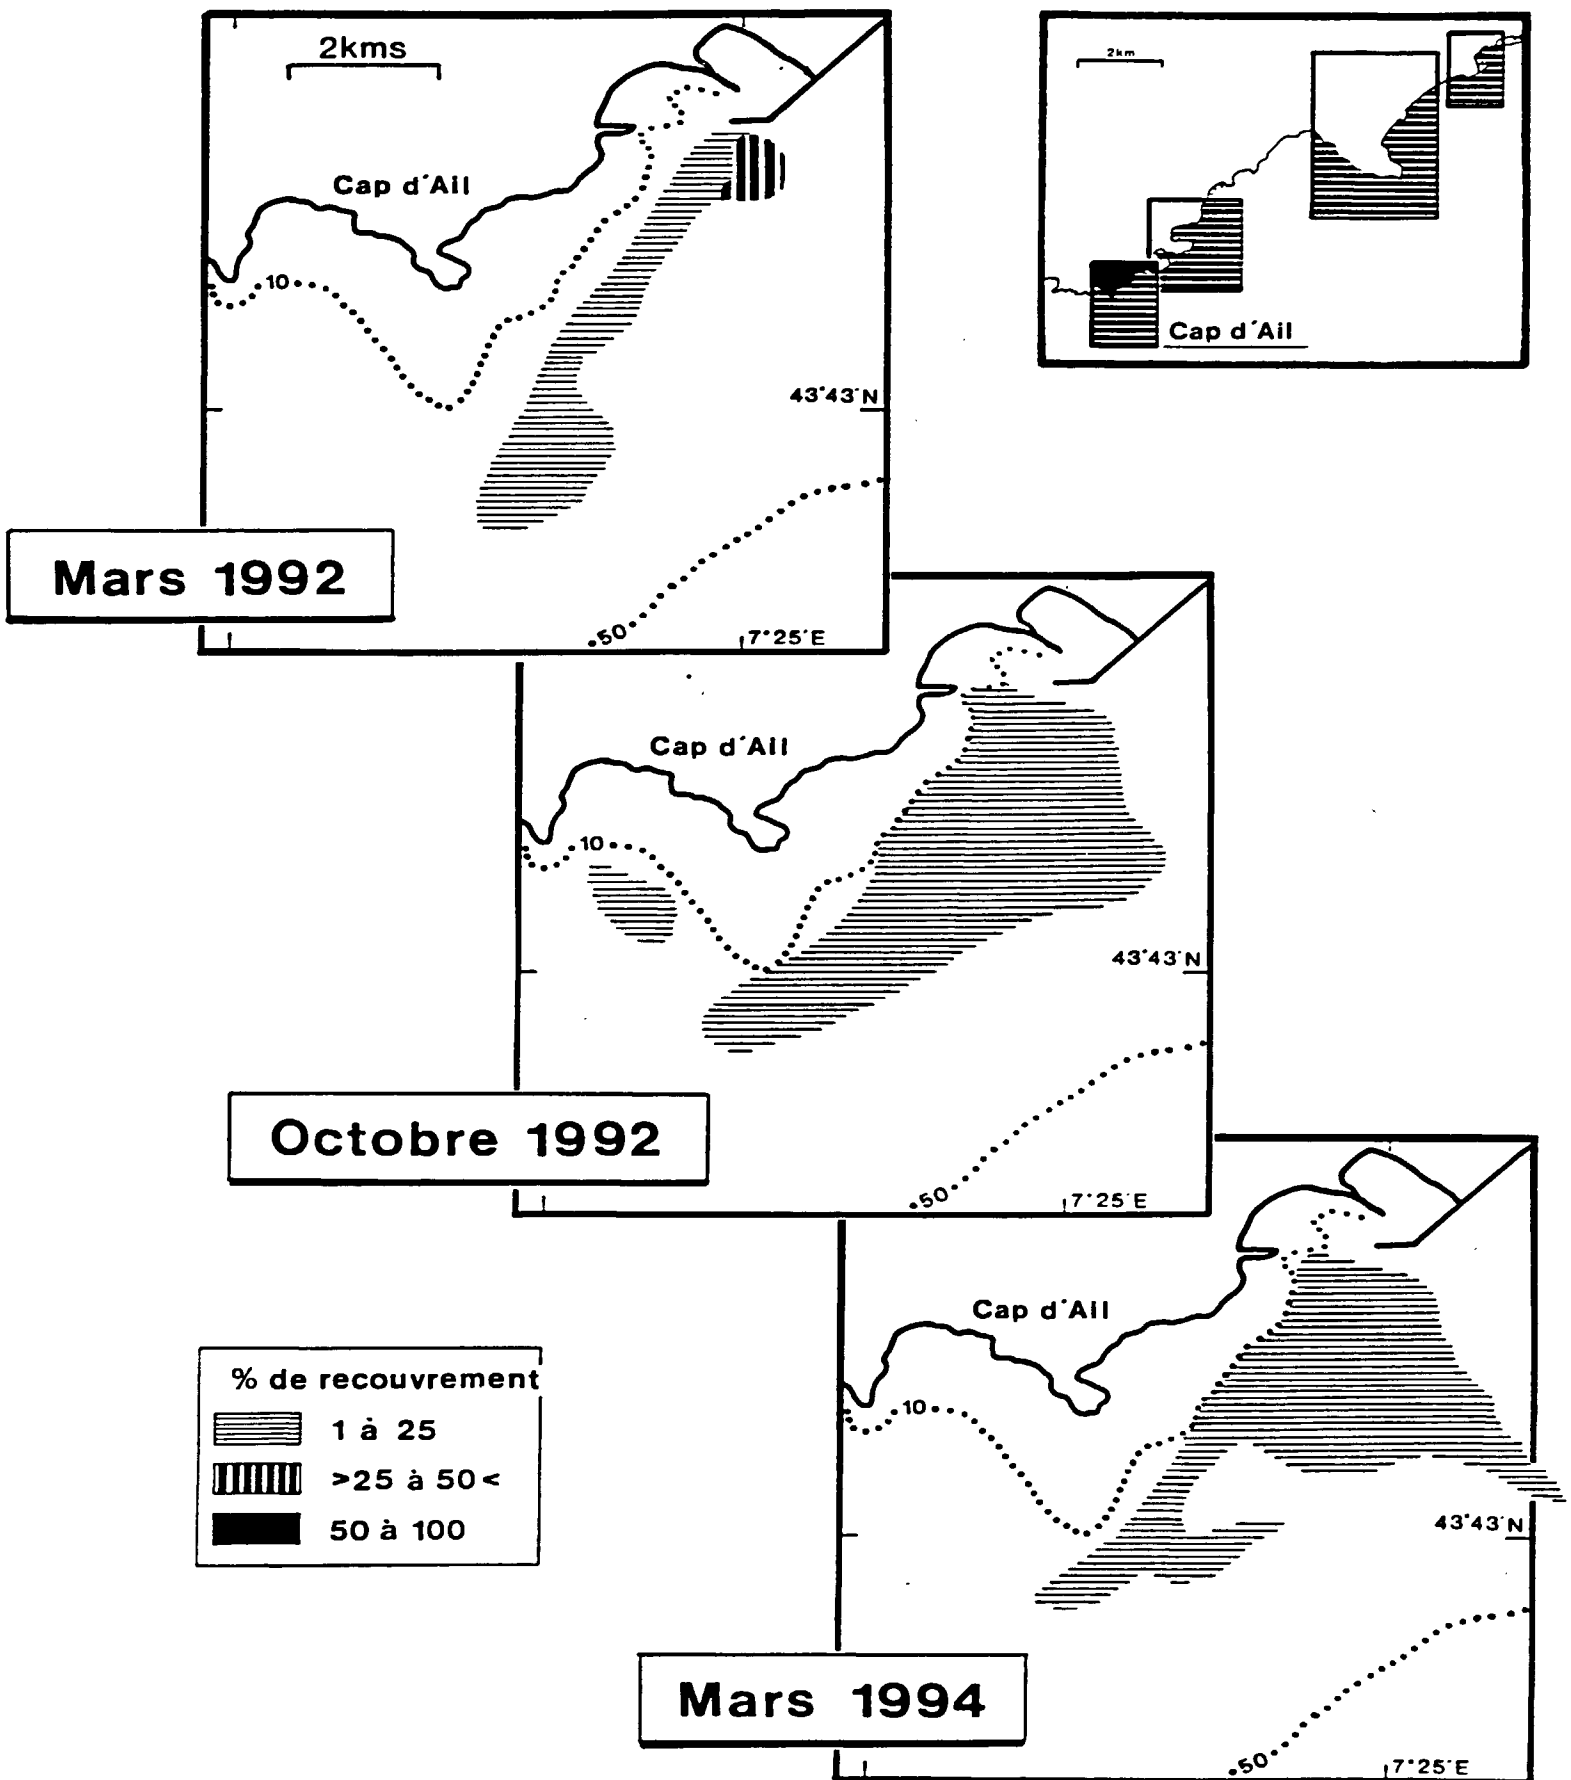 2kms
Cap d'Ail
10
43°43'N
50
7°25'E
Mars 1992
2km
Cap d'Ail
Cap d'Ail
10
43°43'N
50
7°25'E
Octobre 1992
Cap d'Ail
10
43°43'N
50
7°25'E
Mars 1994
% de recouvrement
1 à 25
>25 à 50<
50 à 100